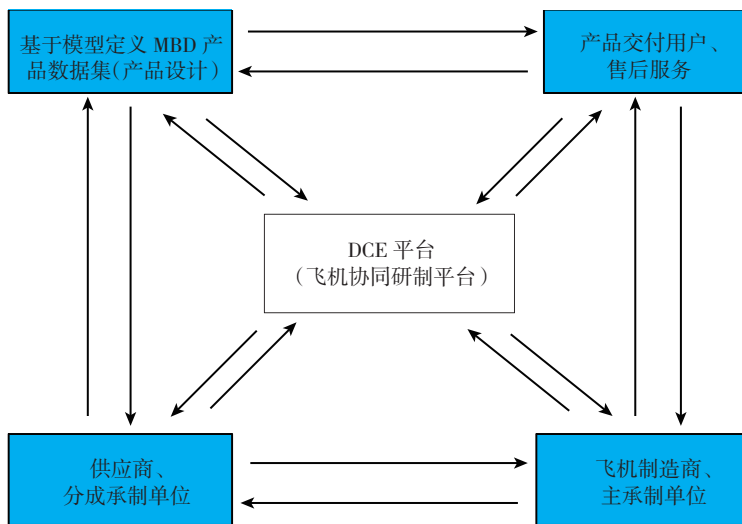 基于模型定义 MBD 产
品数据集(产品设计)
产品交付用户、
售后服务
DCE 平台
(飞机协同研制平台)
供应商、
分成承制单位
飞机制造商、
主承制单位